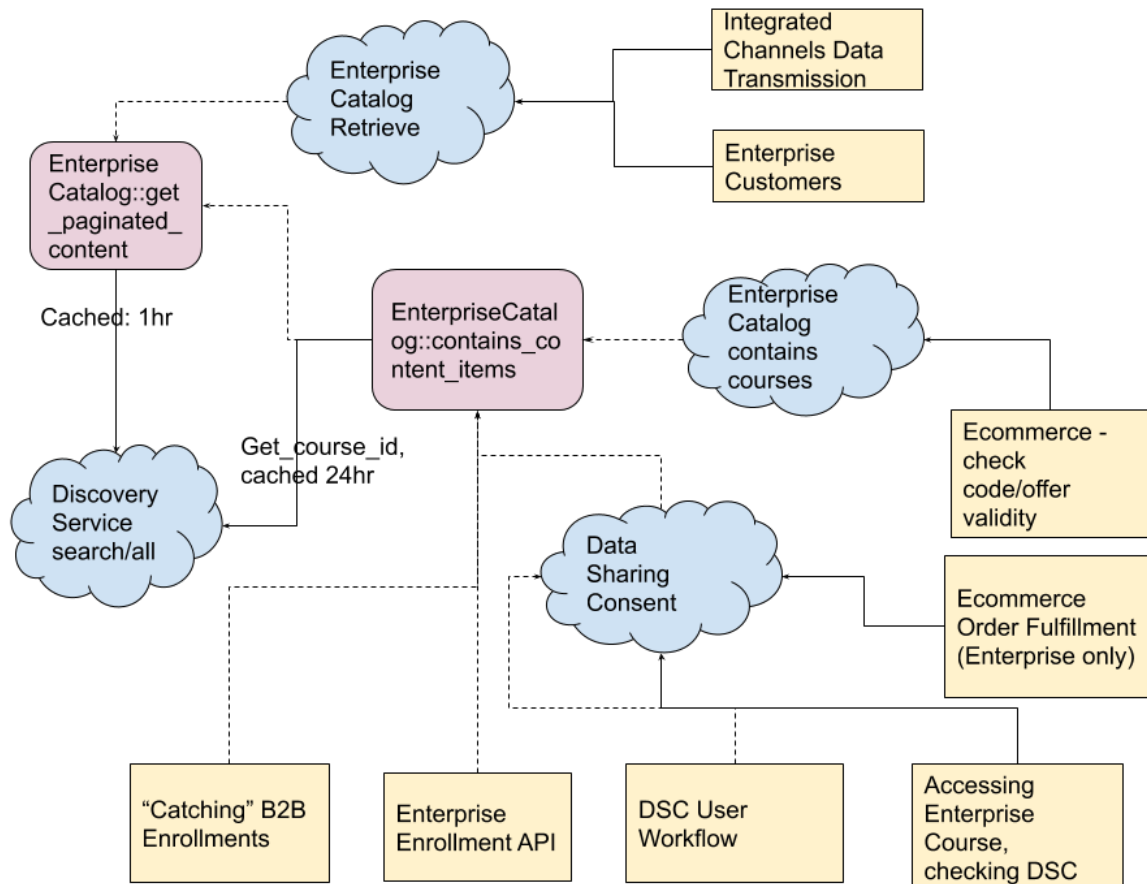 Integrated
Channels Data
Transmission
Enterprise
Catalog
Retrieve
Enterprise
Customers
Enterprise
Catalog::get
_paginated_
content
Cached: 1hr
EnterpriseCatal
og::contains_co
ntent_items
Enterprise
Catalog
contains
courses
Ecommerce -
check
code/offer
validity
Get_course_id,
cached 24hr
Discovery
Service
search/all
Data
Sharing
Consent
Ecommerce
Order Fulfillment
(Enterprise only)
“Catching” B2B
Enrollments
Enterprise
Enrollment API
DSC User
Workflow
Accessing
Enterprise
Course,
checking DSC